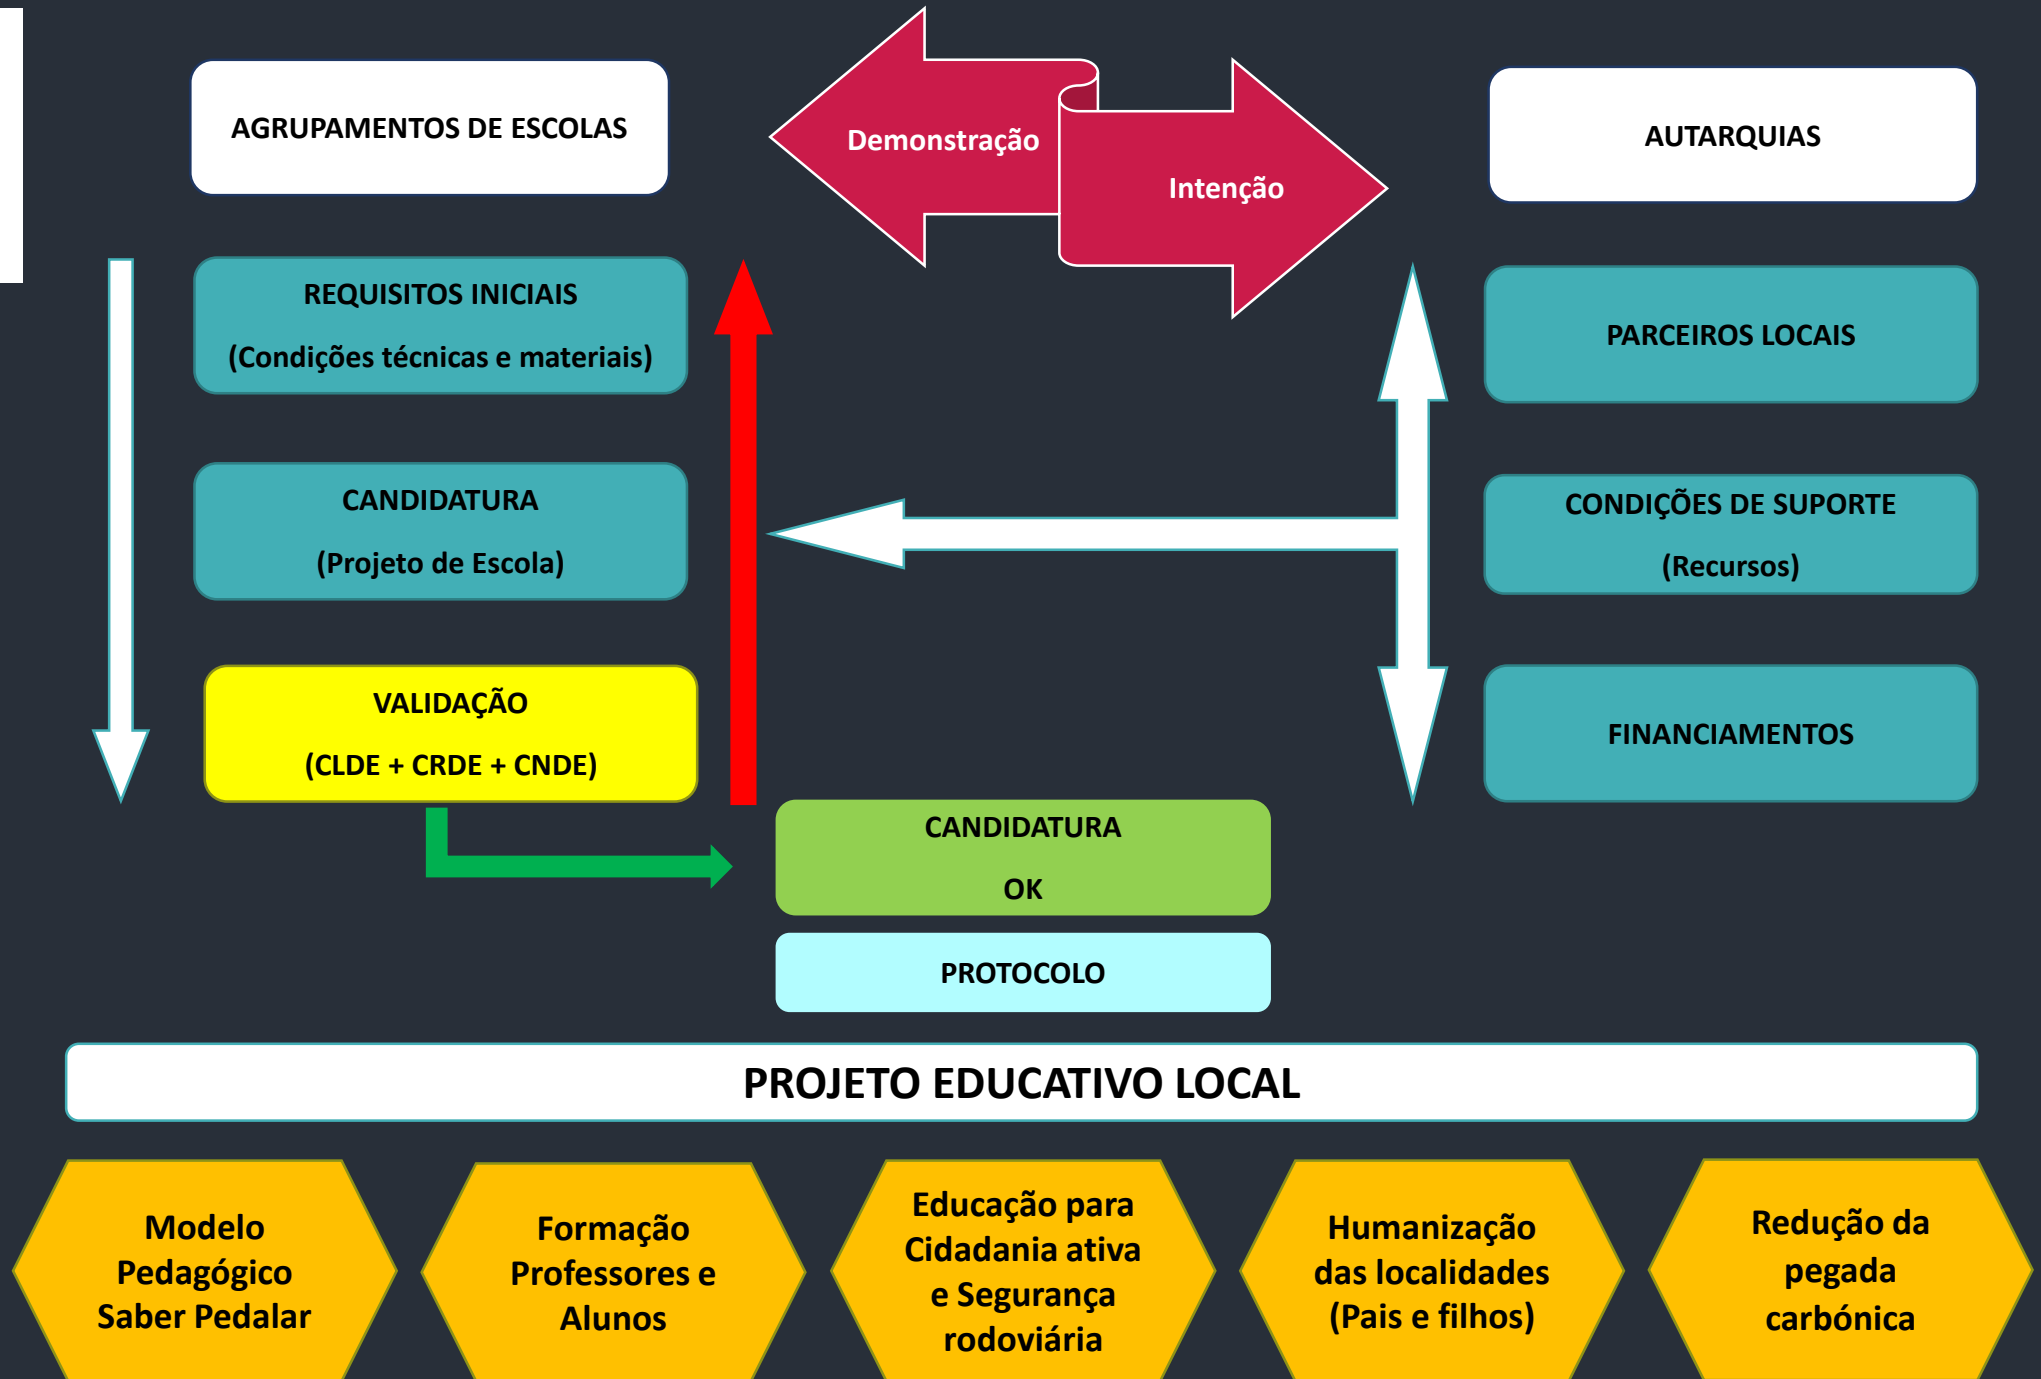 AGRUPAMENTOS DE ESCOLAS
Demonstração
Intenção
AUTARQUIAS
REQUISITOS INICIAIS
(Condições técnicas e materiais)
PARCEIROS LOCAIS
CANDIDATURA
(Projeto de Escola)
CONDIÇÕES DE SUPORTE
(Recursos)
VALIDAÇÃO
(CLDE + CRDE + CNDE)
FINANCIAMENTOS
CANDIDATURA
OK
PROTOCOLO
PROJETO EDUCATIVO LOCAL
Modelo
Pedagógico
Saber Pedalar
Formação
Professores e
Alunos
Educação para
Cidadania ativa
e Segurança
rodoviária
Humanização
das localidades
(Pais e filhos)
Redução da
pegada
carbónica